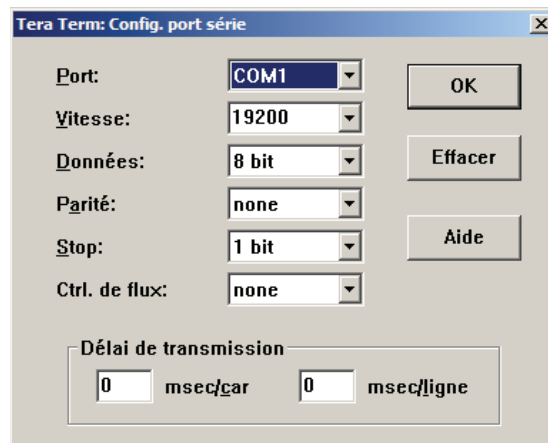 Tera Term: Config. port série
Port: COM1 OK
Vitesse: 19200
Données: 8 bit Effacer
Parité: none
Stop: 1 bit Aide
Ctrl. de flux: none
Délai de transmission
0 msec/car 0 msec/ligne